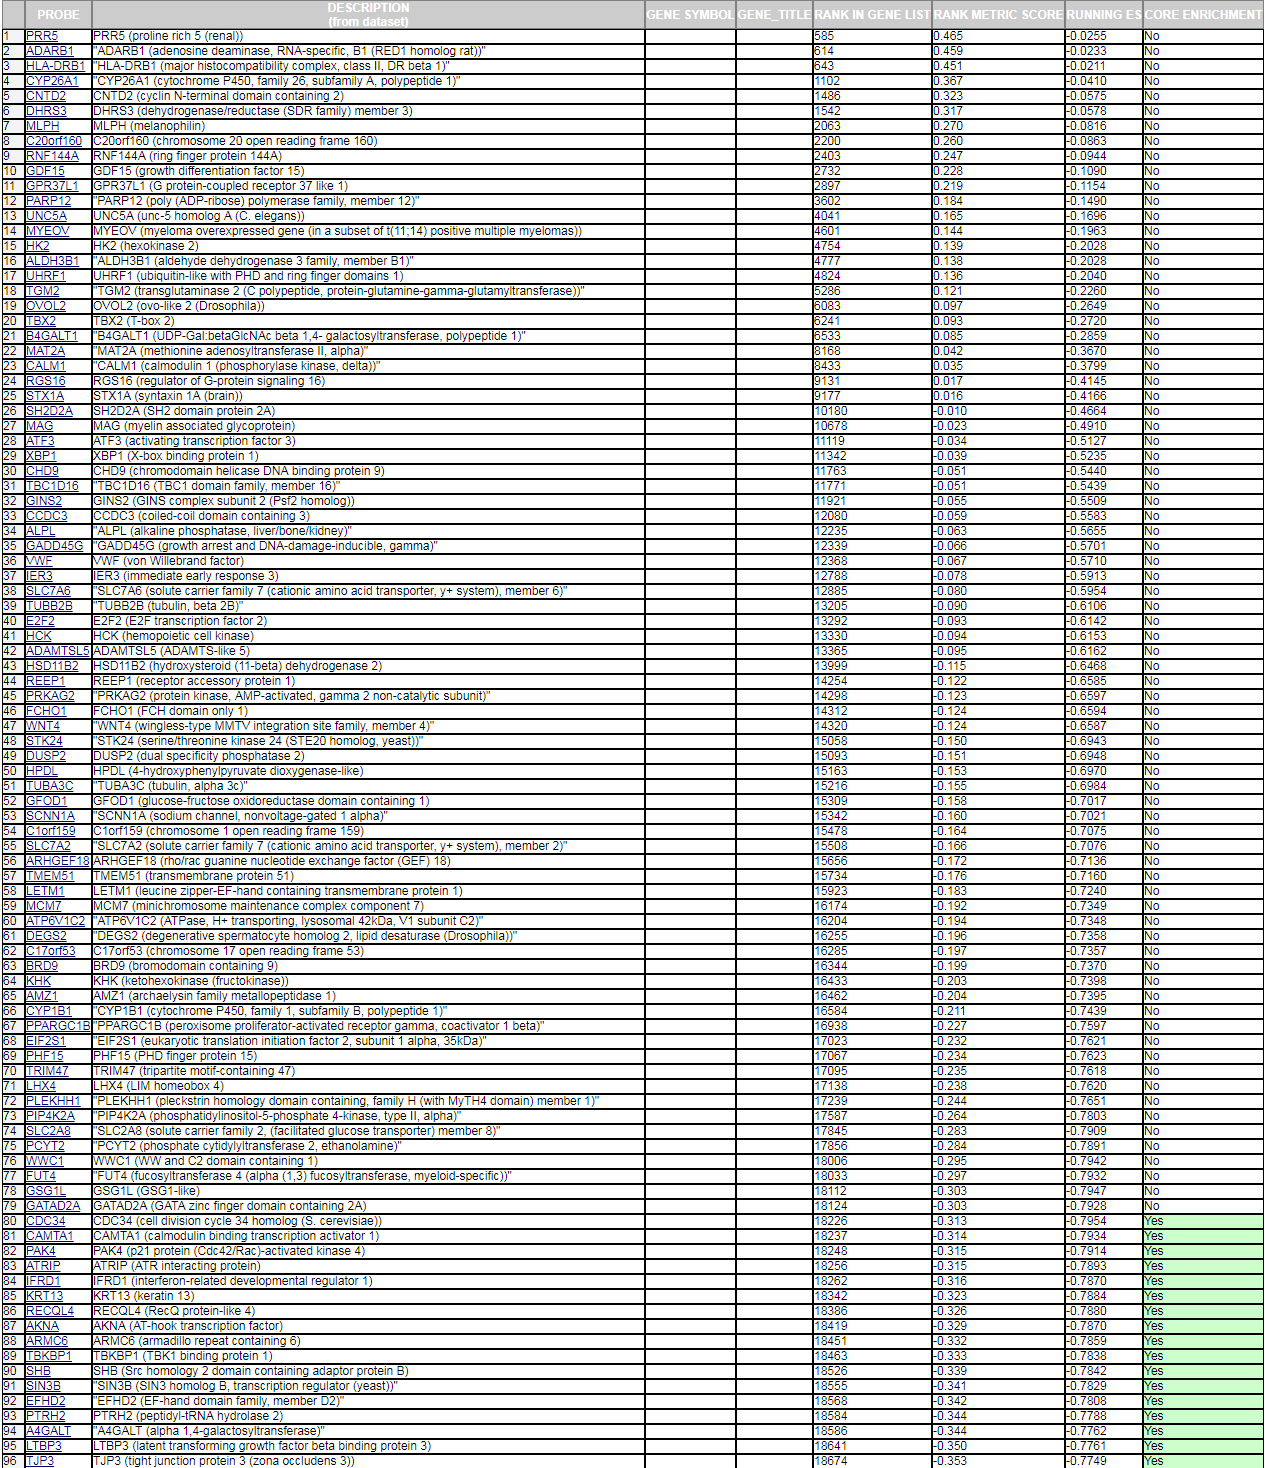 PROBE DESCRIPTION (from dataset) GENE SYMBOL GENE_TITLE RANK IN GENE LIST RANK METRIC SCORE RUNNING ES CORE ENRICHMENT
1 PRR5 PRR5 (proline rich 5 (renal)) 585 0.465 -0.0255 No
2 ADARB1 "ADARB1 (adenosine deaminase, RNA-specific, B1 (RED1 homolog rat))" 614 0.459 -0.0233 No
3 HLA-DRB1 "HLA-DRB1 (major histocompatibility complex, class II, DR beta 1)" 643 0.451 -0.0211 No
4 CYP26A1 "CYP26A1 (cytochrome P450, family 26, subfamily A, polypeptide 1)" 1102 0.367 -0.0410 No
5 CNTD2 CNTD2 (cyclin N-terminal domain containing 2) 1486 0.323 -0.0575 No
6 DHRS3 DHRS3 (dehydrogenase/reductase (SDR family) member 3) 1542 0.317 -0.0578 No
7 MLPH MLPH (melanophilin) 2063 0.270 -0.0816 No
8 C20orf160 C20orf160 (chromosome 20 open reading frame 160) 2200 0.260 -0.0863 No
9 RNF144A RNF144A (ring finger protein 144A) 2403 0.247 -0.0944 No
10 GDF15 GDF15 (growth differentiation factor 15) 2732 0.228 -0.1090 No
11 GPR37L1 GPR37L1 (G protein-coupled receptor 37 like 1) 2897 0.219 -0.1154 No
12 PARP12 "PARP12 (poly (ADP-ribose) polymerase family, member 12)" 3602 0.184 -0.1490 No
13 UNC5A UNC5A (unc-5 homolog A (C. elegans)) 4041 0.165 -0.1696 No
14 MYEOV MYEOV (myeloma overexpressed gene (in a subset of t(11;14) positive multiple myelomas)) 4601 0.144 -0.1963 No
15 HK2 HK2 (hexokinase 2) 4754 0.139 -0.2028 No
16 ALDH3B1 "ALDH3B1 (aldehyde dehydrogenase 3 family, member B1)" 4777 0.138 -0.2028 No
17 UHRF1 UHRF1 (ubiquitin-like with PHD and ring finger domains 1) 4824 0.136 -0.2040 No
18 TGM2 "TGM2 (transglutaminase 2 (C polypeptide, protein-glutamine-gamma-glutamyltransferase))" 5286 0.121 -0.2260 No
19 OVOL2 OVOL2 (ovo-like 2 (Drosophila)) 6083 0.097 -0.2649 No
20 TBX2 TBX2 (T-box 2) 6241 0.093 -0.2720 No
21 B4GALT1 "B4GALT1 (UDP-Gal:betaGlcNAc beta 1,4- galactosyltransferase, polypeptide 1)" 6533 0.085 -0.2859 No
22 MAT2A "MAT2A (methionine adenosyltransferase II, alpha)" 8168 0.042 -0.3670 No
23 CALM1 "CALM1 (calmodulin 1 (phosphorylase kinase, delta))" 8433 0.035 -0.3799 No
24 RGS16 RGS16 (regulator of G-protein signaling 16) 9131 0.017 -0.4145 No
25 STX1A STX1A (syntaxin 1A (brain)) 9177 0.016 -0.4166 No
26 SH2D2A SH2D2A (SH2 domain protein 2A) 10180 -0.010 -0.4664 No
27 MAG MAG (myelin associated glycoprotein) 10678 -0.023 -0.4910 No
28 ATF3 ATF3 (activating transcription factor 3) 11119 -0.034 -0.5127 No
29 XBP1 XBP1 (X-box binding protein 1) 11342 -0.039 -0.5235 No
30 CHD9 CHD9 (chromodomain helicase DNA binding protein 9) 11763 -0.051 -0.5440 No
31 TBC1D16 "TBC1D16 (TBC1 domain family, member 16)" 11771 -0.051 -0.5439 No
32 GINS2 GINS2 (GINS complex subunit 2 (Psf2 homolog)) 11921 -0.055 -0.5509 No
33 CCDC3 CCDC3 (coiled-coil domain containing 3) 12080 -0.059 -0.5583 No
34 ALPL "ALPL (alkaline phosphatase, liver/bone/kidney)" 12235 -0.063 -0.5655 No
35 GADD45G "GADD45G (growth arrest and DNA-damage-inducible, gamma)" 12339 -0.066 -0.5701 No
36 VWF VWF (von Willebrand factor) 12368 -0.067 -0.5710 No
37 IER3 IER3 (immediate early response 3) 12788 -0.078 -0.5913 No
38 SLC7A6 "SLC7A6 (solute carrier family 7 (cationic amino acid transporter, y+ system), member 6)" 12885 -0.080 -0.5954 No
39 TUBB2B "TUBB2B (tubulin, beta 2B)" 13205 -0.090 -0.6106 No
40 E2F2 E2F2 (E2F transcription factor 2) 13292 -0.093 -0.6142 No
41 HCK HCK (hemopoietic cell kinase) 13330 -0.094 -0.6153 No
42 ADAMTSL5 ADAMTSL5 (ADAMTS-like 5) 13365 -0.095 -0.6162 No
43 HSD11B2 HSD11B2 (hydroxysteroid (11-beta) dehydrogenase 2) 13999 -0.115 -0.6468 No
44 REEP1 REEP1 (receptor accessory protein 1) 14254 -0.122 -0.6585 No
45 PRKAG2 "PRKAG2 (protein kinase, AMP-activated, gamma 2 non-catalytic subunit)" 14298 -0.123 -0.6597 No
46 FCHO1 FCHO1 (FCH domain only 1) 14312 -0.124 -0.6594 No
47 WNT4 "WNT4 (wingless-type MMTV integration site family, member 4)" 14320 -0.124 -0.6587 No
48 STK24 "STK24 (serine/threonine kinase 24 (STE20 homolog, yeast))" 15058 -0.150 -0.6943 No
49 DUSP2 DUSP2 (dual specificity phosphatase 2) 15093 -0.151 -0.6948 No
50 HPDL HPDL (4-hydroxyphenylpyruvate dioxygenase-like) 15163 -0.153 -0.6970 No
51 TUBA3C "TUBA3C (tubulin, alpha 3c)" 15216 -0.155 -0.6984 No
52 GFOD1 GFOD1 (glucose-fructose oxidoreductase domain containing 1) 15309 -0.158 -0.7017 No
53 SCNN1A "SCNN1A (sodium channel, nonvoltage-gated 1 alpha)" 15342 -0.160 -0.7021 No
54 C1orf159 C1orf159 (chromosome 1 open reading frame 159) 15478 -0.164 -0.7075 No
55 SLC7A2 "SLC7A2 (solute carrier family 7 (cationic amino acid transporter, y+ system), member 2)" 15508 -0.166 -0.7076 No
56 ARHGEF18 ARHGEF18 (rho/rac guanine nucleotide exchange factor (GEF) 18) 15656 -0.172 -0.7136 No
57 TMEM51 TMEM51 (transmembrane protein 51) 15734 -0.176 -0.7160 No
58 LETM1 LETM1 (leucine zipper-EF-hand containing transmembrane protein 1) 15923 -0.183 -0.7240 No
59 MCM7 MCM7 (minichromosome maintenance complex component 7) 16174 -0.192 -0.7349 No
60 ATP6V1C2 "ATP6V1C2 (ATPase, H+ transporting, lysosomal 42kDa, V1 subunit C2)" 16204 -0.194 -0.7348 No
61 DEGS2 "DEGS2 (degenerative spermatocyte homolog 2, lipid desaturase (Drosophila))" 16255 -0.196 -0.7358 No
62 C17orf53 C17orf53 (chromosome 17 open reading frame 53) 16285 -0.197 -0.7357 No
63 BRD9 BRD9 (bromodomain containing 9) 16344 -0.199 -0.7370 No
64 KHK KHK (ketohexokinase (fructokinase)) 16433 -0.203 -0.7398 No
65 AMZ1 AMZ1 (archaelysin family metallopeptidase 1) 16462 -0.204 -0.7395 No
66 CYP1B1 "CYP1B1 (cytochrome P450, family 1, subfamily B, polypeptide 1)" 16584 -0.211 -0.7439 No
67 PPARGC1B "PPARGC1B (peroxisome proliferator-activated receptor gamma, coactivator 1 beta)" 16938 -0.227 -0.7597 No
68 EIF2S1 "EIF2S1 (eukaryotic translation initiation factor 2, subunit 1 alpha, 35kDa)" 17023 -0.232 -0.7621 No
69 PHF15 PHF15 (PHD finger protein 15) 17067 -0.234 -0.7623 No
70 TRIM47 TRIM47 (tripartite motif-containing 47) 17095 -0.235 -0.7618 No
71 LHX4 LHX4 (LIM homeobox 4) 17138 -0.238 -0.7620 No
72 PLEKHH1 "PLEKHH1 (pleckstrin homology domain containing, family H (with MyTH4 domain) member 1)" 17239 -0.244 -0.7651 No
73 PIP4K2A "PIP4K2A (phosphatidylinositol-5-phosphate 4-kinase, type II, alpha)" 17587 -0.264 -0.7803 No
74 SLC2A8 "SLC2A8 (solute carrier family 2, (facilitated glucose transporter) member 8)" 17845 -0.283 -0.7909 No
75 PCYT2 "PCYT2 (phosphate cytidylyltransferase 2, ethanolamine)" 17856 -0.284 -0.7891 No
76 WWC1 WWC1 (WW and C2 domain containing 1) 18006 -0.295 -0.7942 No
77 FUT4 "FUT4 (fucosyltransferase 4 (alpha (1,3) fucosyltransferase, myeloid-specific))" 18033 -0.297 -0.7932 No
78 GSG1L GSG1L (GSG1-like) 18112 -0.303 -0.7947 No
79 GATAD2A GATAD2A (GATA zinc finger domain containing 2A) 18124 -0.303 -0.7928 No
80 CDC34 CDC34 (cell division cycle 34 homolog (S. cerevisiae)) 18226 -0.313 -0.7954 Yes
81 CAMTA1 CAMTA1 (calmodulin binding transcription activator 1) 18237 -0.314 -0.7934 Yes
82 PAK4 PAK4 (p21 protein (Cdc42/Rac)-activated kinase 4) 18248 -0.315 -0.7914 Yes
83 ATRIP ATRIP (ATR interacting protein) 18256 -0.315 -0.7893 Yes
84 IFRD1 IFRD1 (interferon-related developmental regulator 1) 18262 -0.316 -0.7870 Yes
85 KRT13 KRT13 (keratin 13) 18342 -0.323 -0.7884 Yes
86 RECQL4 RECQL4 (RecQ protein-like 4) 18386 -0.326 -0.7880 Yes
87 AKNA AKNA (AT-hook transcription factor) 18419 -0.329 -0.7870 Yes
88 ARMC6 ARMC6 (armadillo repeat containing 6) 18451 -0.332 -0.7859 Yes
89 TBKBP1 TBKBP1 (TBK1 binding protein 1) 18463 -0.333 -0.7838 Yes
90 SHB SHB (Src homology 2 domain containing adaptor protein B) 18526 -0.339 -0.7842 Yes
91 SIN3B "SIN3B (SIN3 homolog B, transcription regulator (yeast))" 18555 -0.341 -0.7829 Yes
92 EFHD2 "EFHD2 (EF-hand domain family, member D2)" 18568 -0.342 -0.7808 Yes
93 PTRH2 PTRH2 (peptidyl-tRNA hydrolase 2) 18584 -0.344 -0.7788 Yes
94 A4GALT "A4GALT (alpha 1,4-galactosyltransferase)" 18586 -0.344 -0.7762 Yes
95 LTBP3 LTBP3 (latent transforming growth factor beta binding protein 3) 18641 -0.350 -0.7761 Yes
96 TJP3 TJP3 (tight junction protein 3 (zona occludens 3)) 18674 -0.353 -0.7749 Yes